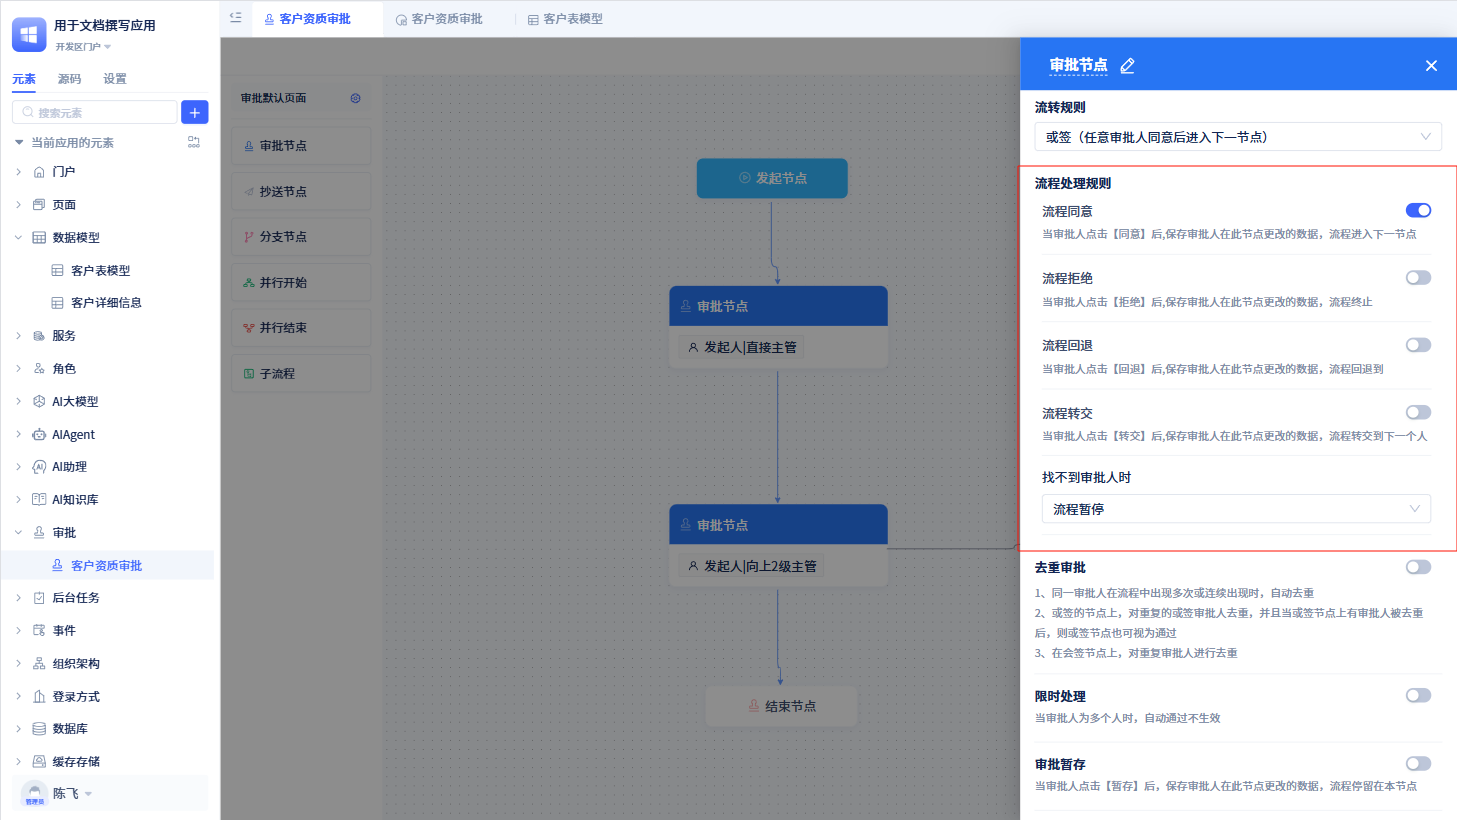 用于文档撰写应用
开发区门户
元素 源码 设置
搜索元素
当前应用的元素
门户
页面
数据模型
客户表模型
客户详细信息
服务
角色
AI大模型
AIAgent
AI助理
AI知识库
审批
客户资质审批
后台任务
事件
组织架构
登录方式
数据库
缓存存储
陈飞
管理员
客户资质审批 客户资质审批 客户表模型
审批默认页面
审批节点
抄送节点
分支节点
并行开始
并行结束
子流程
发起节点
审批节点
发起人|直接主管
审批节点
发起人|向上2级主管
结束节点
审批节点
流转规则
或签（任意审批人同意后进入下一节点）
流程处理规则
流程同意
当审批人点击【同意】后,保存审批人在此节点更改的数据，流程进入下一节点
流程拒绝
当审批人点击【拒绝】后,保存审批人在此节点更改的数据，流程终止
流程回退
当审批人点击【回退】后,保存审批人在此节点更改的数据，流程回退到
流程转交
当审批人点击【转交】后,保存审批人在此节点更改的数据，流程转交到下一个人
找不到审批人时
流程暂停
去重审批
1、同一审批人在流程中出现多次或连续出现时，自动去重
2、或签的节点上，对重复的或签审批人去重，并且当或签节点上有审批人被去重
后，则或签节点也可视为通过
3、在会签节点上，对重复审批人进行去重
限时处理
当审批人为多个人时，自动通过不生效
审批暂存
当审批人点击【暂存】后，保存审批人在此节点更改的数据，流程停留在本节点